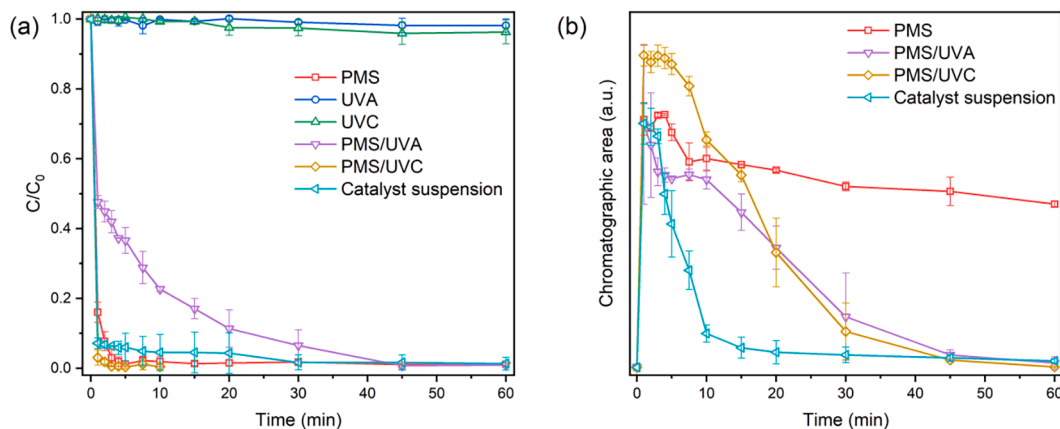 (a)
C/C0
1.0
0.8
0.6
0.4
0.2
0.0
PMS
UVA
UVC
PMS/UVA
PMS/UVC
Catalyst suspension
0 10 20 30 40 50 60
Time (min)
(b)
Chromatographic area (a.u.)
PMS
PMS/UVA
PMS/UVC
Catalyst suspension
0 10 20 30 40 50 60
Time (min)